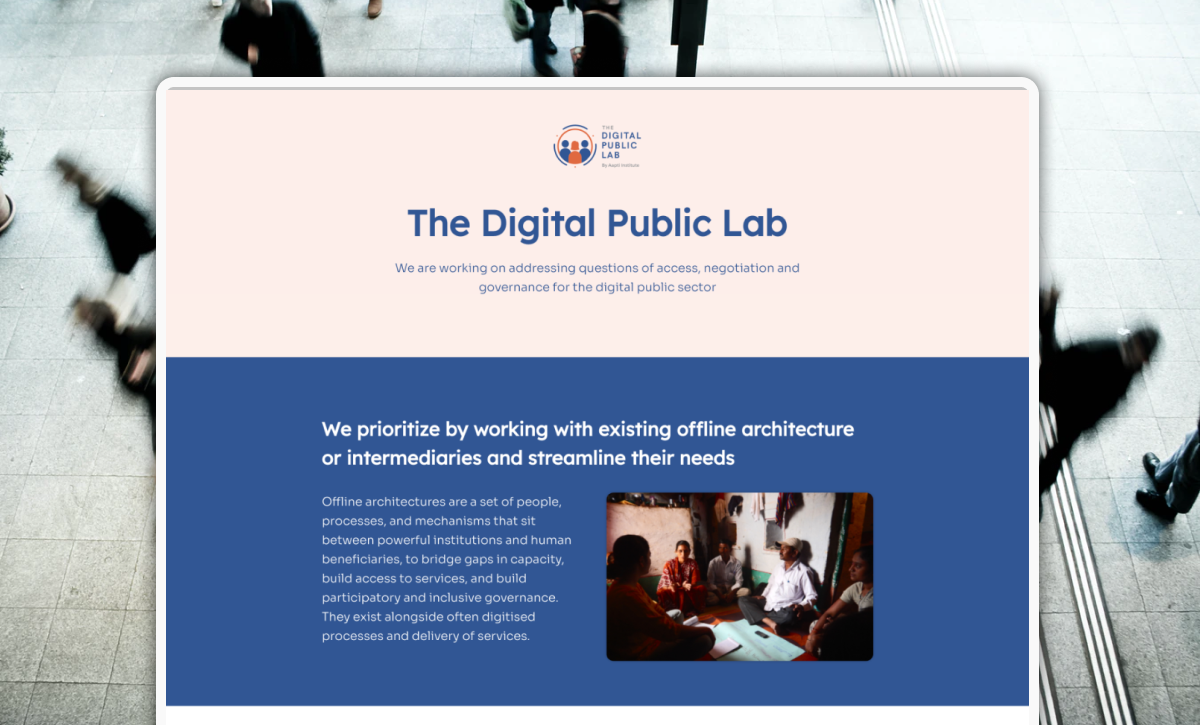 THE
DIGITAL
PUBLIC
LAB
By Aapti Institute
The Digital Public Lab
We are working on addressing questions of access, negotiation and
governance for the digital public sector
We prioritize by working with existing offline architecture
or intermediaries and streamline their needs
Offline architectures are a set of people,
processes, and mechanisms that sit
between powerful institutions and human
beneficiaries, to bridge gaps in capacity,
build access to services, and build
participatory and inclusive governance.
They exist alongside often digitised
processes and delivery of services.